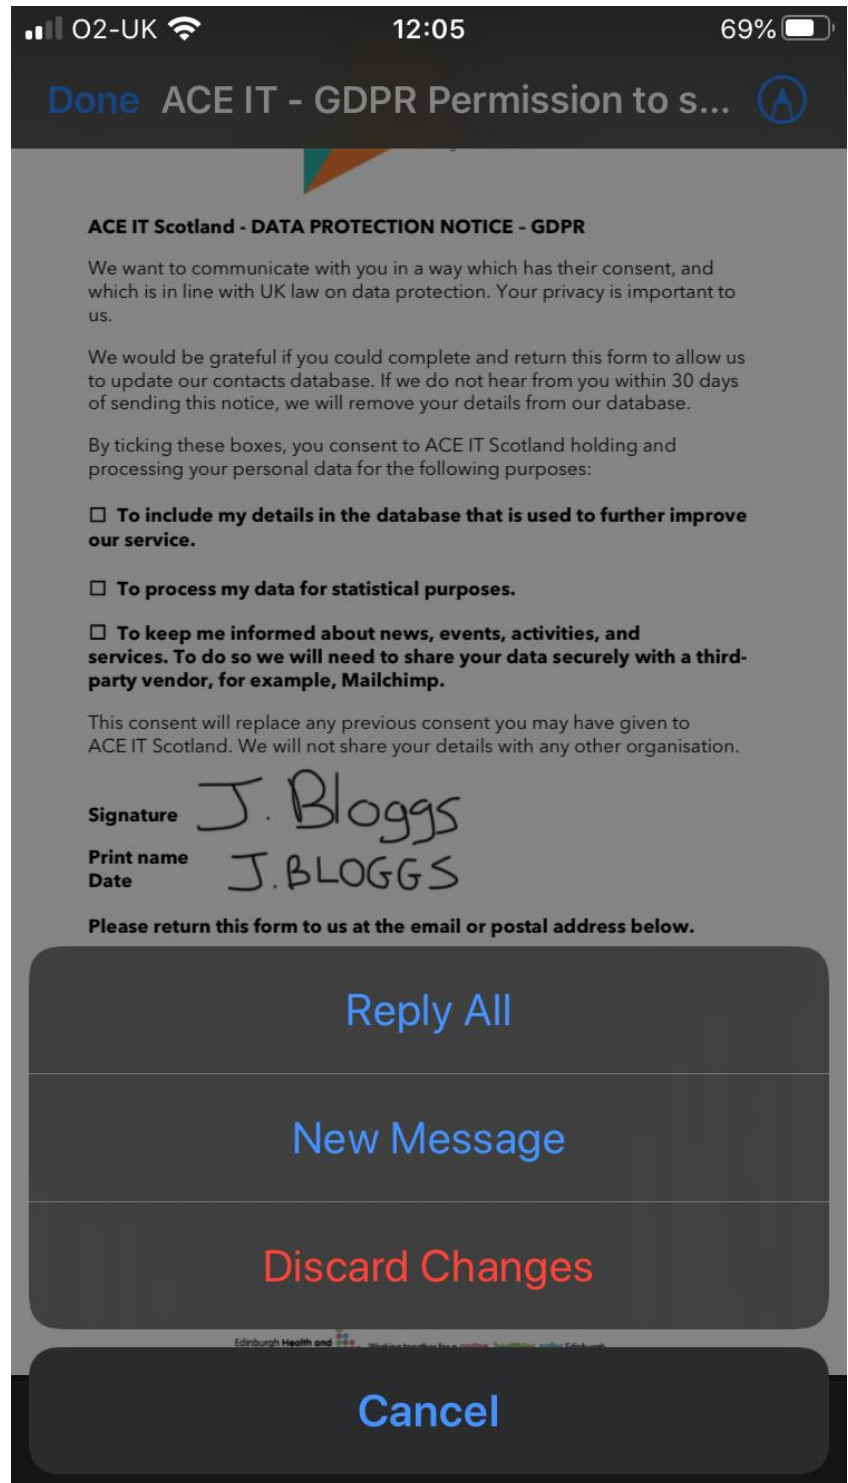 O2-UK 12:05 69%
Done ACE IT - GDPR Permission to s...
ACE IT Scotland - DATA PROTECTION NOTICE – GDPR
We want to communicate with you in a way which has their consent, and
which is in line with UK law on data protection. Your privacy is important to
us.
We would be grateful if you could complete and return this form to allow us
to update our contacts database. If we do not hear from you within 30 days
of sending this notice, we will remove your details from our database.
By ticking these boxes, you consent to ACE IT Scotland holding and
processing your personal data for the following purposes:
☐ To include my details in the database that is used to further improve
our service.
☐ To process my data for statistical purposes.
☐ To keep me informed about news, events, activities, and
services. To do so we will need to share your data securely with a third-
party vendor, for example, Mailchimp.
This consent will replace any previous consent you may have given to
ACE IT Scotland. We will not share your details with any other organisation.
Signature J. Bloggs
Print name J. BLOGGS
Date
Please return this form to us at the email or postal address below.
Reply All
New Message
Discard Changes
Edinburgh Health and Working together for a caring, healthier, safer Edinburgh
Cancel